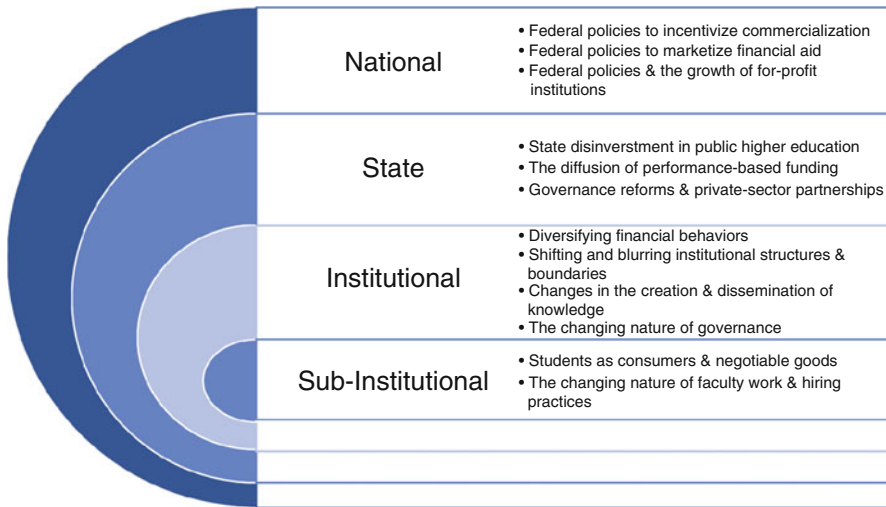 National
• Federal policies to incentivize commercialization
• Federal policies to marketize financial aid
• Federal policies & the growth of for-profit
institutions
State
• State disinverstment in public higher education
• The diffusion of performance-based funding
• Governance reforms & private-sector partnerships
Institutional
• Diversifying financial behaviors
• Shifting and blurring institutional structures &
boundaries
• Changes in the creation & dissemination of
knowledge
• The changing nature of governance
Sub-Institutional
• Students as consumers & negotiable goods
• The changing nature of faculty work & hiring
practices